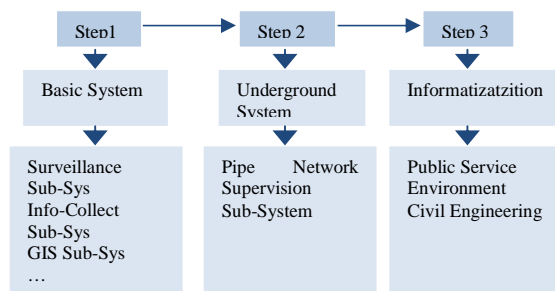 Step1
Step 2
Step 3
Basic System
Underground
System
Informatizatzition
Surveillance
Sub-Sys
Info-Collect
Sub-Sys
GIS Sub-Sys
…
Pipe Network
Supervision
Sub-System
Public Service
Environment
Civil Engineering